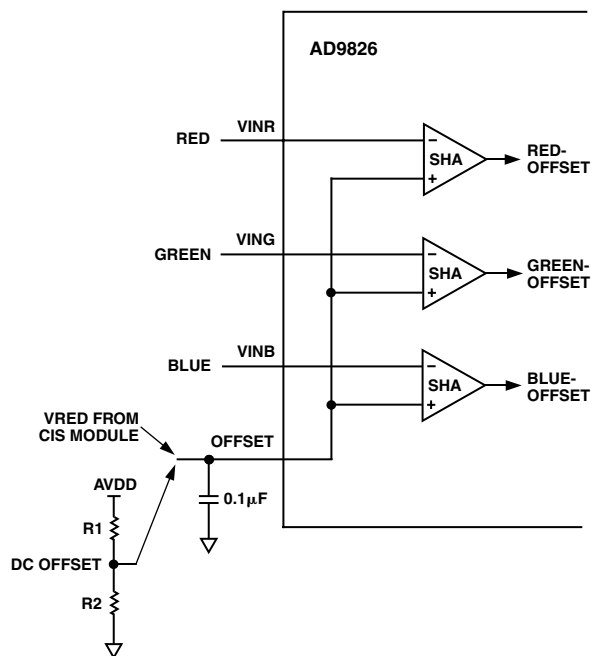 AD9826
VINR
RED
−
SHA
+
RED-
OFFSET
VING
GREEN
−
SHA
+
GREEN-
OFFSET
VINB
BLUE
−
SHA
+
BLUE-
OFFSET
VRED FROM
CIS MODULE
OFFSET
AVDD
0.1μF
R1
DC OFFSET
R2